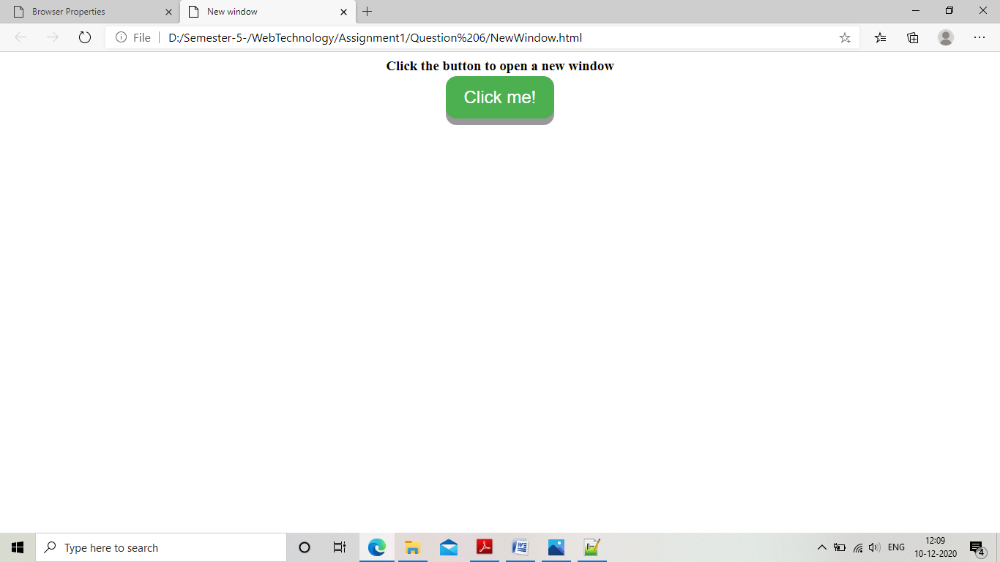 Browser Properties
New window
File
D:/Semester-5-/WebTechnology/Assignment1/Question%206/NewWindow.html
Click the button to open a new window
Click me!
Type here to search
ENG
12:09
10-12-2020
4